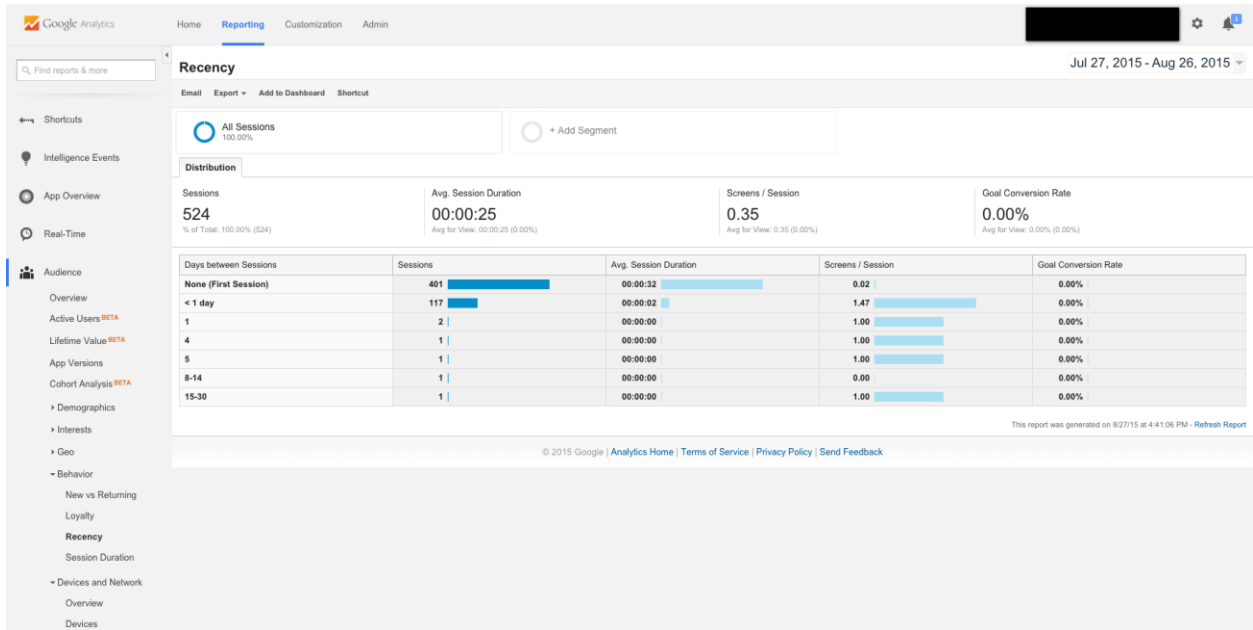 Google Analytics
Home Reporting Customization Admin
1
Find reports & more
Shortcuts
Intelligence Events
App Overview
Real-Time
Audience
Overview
Active Users BETA
Lifetime Value BETA
App Versions
Cohort Analysis BETA
Demographics
Interests
Geo
Behavior
New vs Returning
Loyalty
Recency
Session Duration
Devices and Network
Overview
Devices
Recency
Jul 27, 2015 - Aug 26, 2015
Email Export Add to Dashboard Shortcut
All Sessions
100.00%
+ Add Segment
Distribution
Sessions
524
% of Total: 100.00% (524)
Avg. Session Duration
00:00:25
Avg for View: 00:00:25 (0.00%)
Screens / Session
0.35
Avg for View: 0.35 (0.00%)
Goal Conversion Rate
0.00%
Avg for View: 0.00% (0.00%)
Days between Sessions Sessions Avg. Session Duration Screens / Session Goal Conversion Rate
None (First Session) 401 00:00:32 0.02 0.00%
< 1 day 117 00:00:02 1.47 0.00%
1 2 00:00:00 1.00 0.00%
4 1 00:00:00 1.00 0.00%
5 1 00:00:00 1.00 0.00%
8-14 1 00:00:00 0.00 0.00%
15-30 1 00:00:00 1.00 0.00%
This report was generated on 8/27/15 at 4:41:06 PM - Refresh Report
© 2015 Google | Analytics Home | Terms of Service | Privacy Policy | Send Feedback